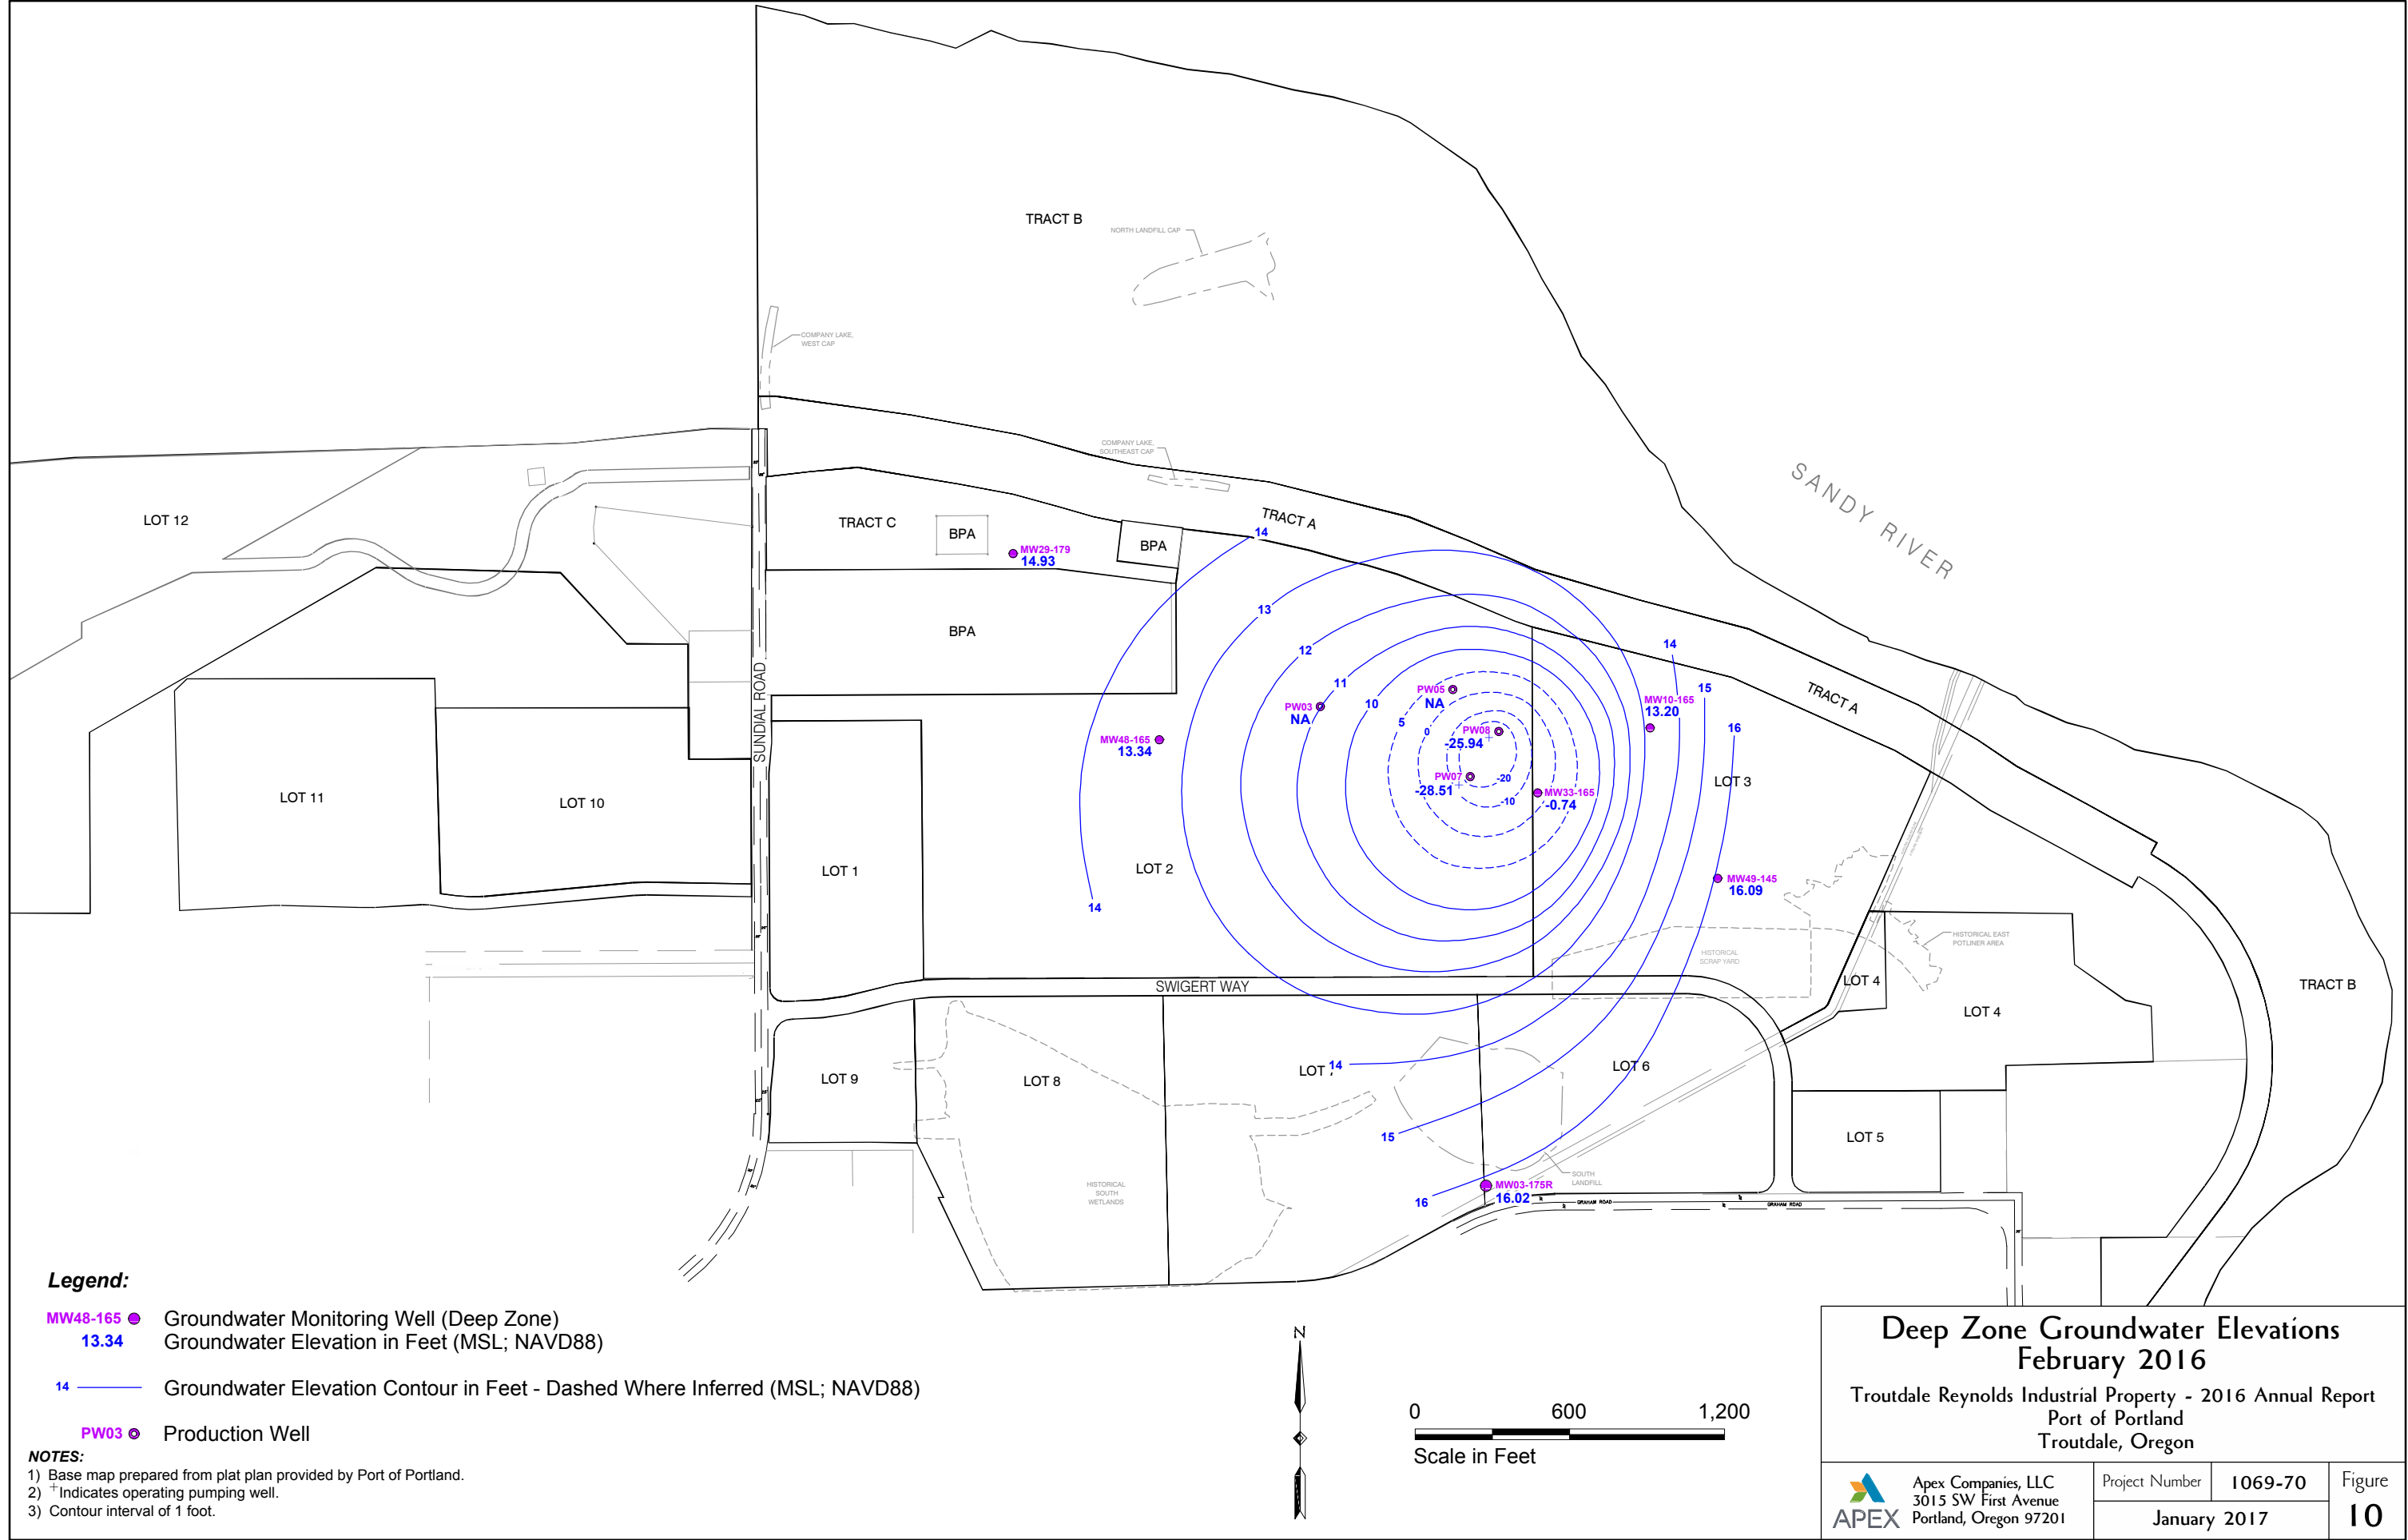 TRACT B
NORTH LANDFILL CAP
COMPANY LAKE,
WEST CAP
COMPANY LAKE,
SOUTHEAST CAP
SANDY RIVER
LOT 12
TRACT C
BPA
BPA
TRACT A
14
MW29-179
14.93
BPA
13
12
11
10
5
0
14
15
16
SUNDIAL ROAD
PW05
NA
PW03
NA
PW08
-25.94+
PW07
-28.51+
-20
-10
MW10-165
13.20
TRACT A
MW48-165
13.34
MW33-165
-0.74
LOT 3
LOT 11
LOT 10
LOT 1
LOT 2
14
MW49-145
16.09
HISTORICAL
SCRAP YARD
HISTORICAL EAST
POTLINER AREA
LOT 4
LOT 4
TRACT B
SWIGERT WAY
LOT 9
LOT 8
LOT
14
LOT 6
15
LOT 5
HISTORICAL
SOUTH
WETLANDS
SOUTH
LANDFILL
MW03-175R
16.02
16
GRAHAM ROAD
GRAHAM ROAD
Legend:
MW48-165
13.34
Groundwater Monitoring Well (Deep Zone)
Groundwater Elevation in Feet (MSL; NAVD88)
14
Groundwater Elevation Contour in Feet - Dashed Where Inferred (MSL; NAVD88)
PW03
Production Well
NOTES:
1) Base map prepared from plat plan provided by Port of Portland.
2) +Indicates operating pumping well.
3) Contour interval of 1 foot.
N
0 600 1,200
Scale in Feet
Deep Zone Groundwater Elevations
February 2016
Troutdale Reynolds Industrial Property - 2016 Annual Report
Port of Portland
Troutdale, Oregon
APEX
Apex Companies, LLC
3015 SW First Avenue
Portland, Oregon 97201
Project Number
1069-70
January 2017
Figure
10